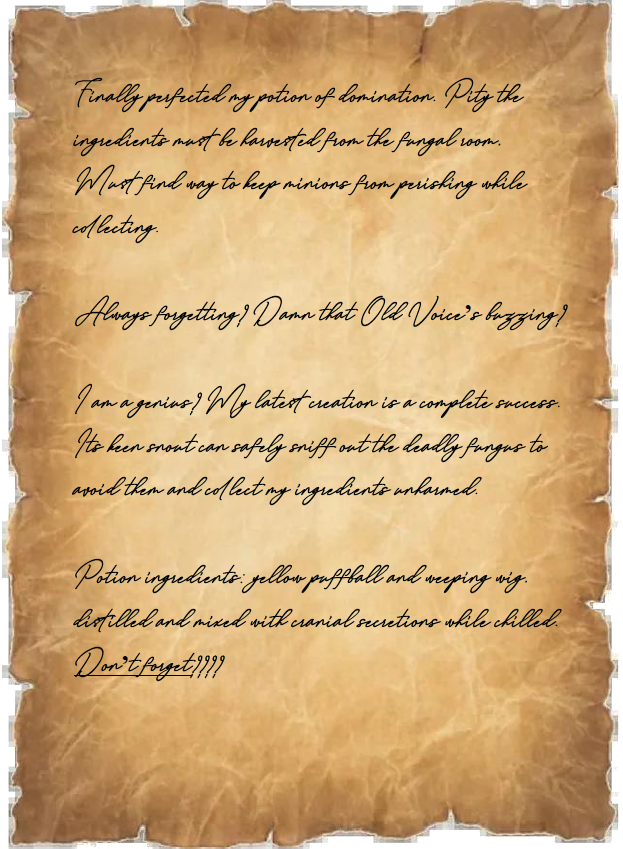 Finally perfected my potion of domination. Pity the
ingredients must be harvested from the fungal room.
Must find way to keep minions from perishing while
collecting.
Always forgetting! Damn that Old Voice's buzzing!
I am a genius! My latest creation is a complete success.
Its keen snout can safely sniff out the deadly fungus to
avoid them and collect my ingredients unharmed.
Potion ingredients: yellow puffball and weeping wig,
distilled and mixed with cranial secretions while chilled.
Don't forget!!!!